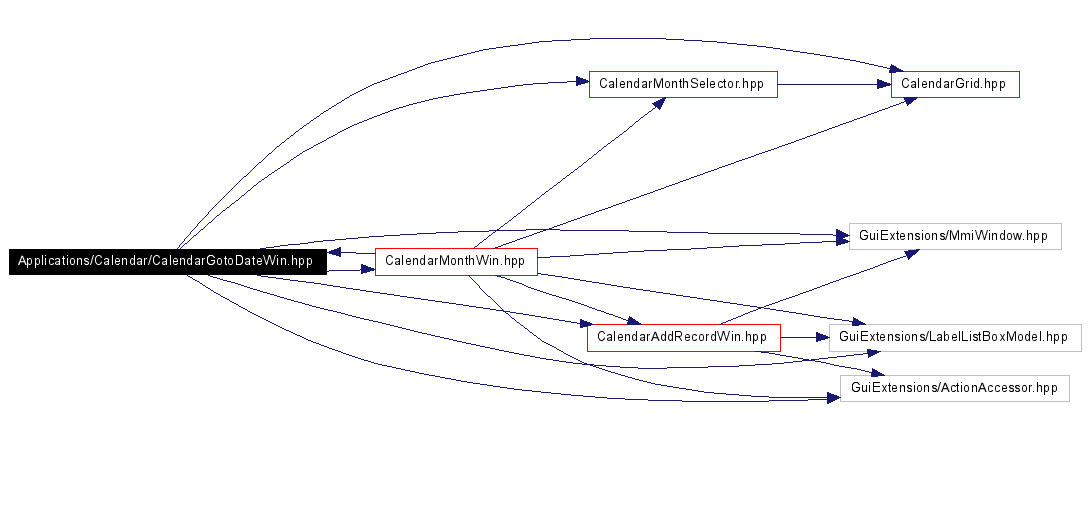 CalendarMonthSelector.hpp
CalendarGrid.hpp
GuiExtensions/MmiWindow.hpp
Applications/Calendar/CalendarGotoDateWin.hpp
CalendarMonthWin.hpp
CalendarAddRecordWin.hpp
GuiExtensions/LabelListBoxModel.hpp
GuiExtensions/ActionAccessor.hpp